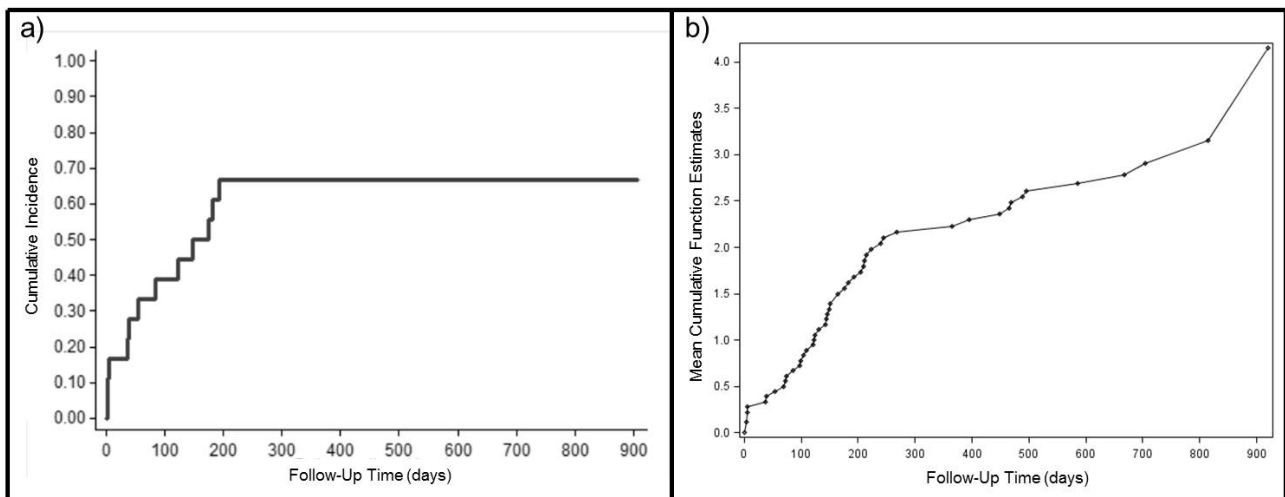 a)
Cumulative Incidence
1.00
0.90
0.80
0.70
0.60
0.50
0.40
0.30
0.20
0.10
0.00
0 100 200 300 400 500 600 700 800 900
Follow-Up Time (days)
b)
Mean Cumulative Function Estimates
4.0
3.5
3.0
2.5
2.0
1.5
1.0
0.5
0.0
0 100 200 300 400 500 600 700 800 900
Follow-Up Time (days)